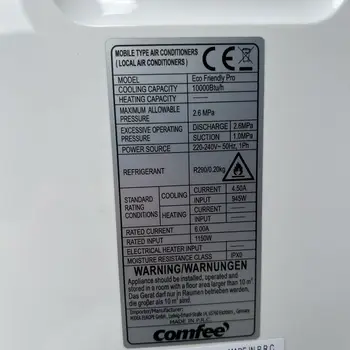 MOBILE TYPE AIR CONDITIONERS
(LOCAL AIR CONDITIONERS)
CE
MODEL Eco Friendly Pro
COOLING CAPACITY 10000Btu/h
HEATING CAPACITY ——
MAXIMUM ALLOWABLE PRESSURE 2.6 MPa
EXCESSIVE OPERATING PRESSURE DISCHARGE 2.6MPa
SUCTION 1.0MPa
POWER SOURCE 220-240V~ 50Hz, 1Ph
REFRIGERANT R290/0.20kg
STANDARD RATING CONDITIONS COOLING CURRENT 4.50A
INPUT 945W
HEATING CURRENT ——
INPUT ——
RATED CURRENT 6.00A
RATED INPUT 1150W
ELECTRICAL HEATER INPUT ——
MOISTURE RESISTANCE CLASS IPX0
WARNING/WARNUNGEN
Appliance should be installed, operated and
stored in a room with a floor area larger than 10 m²
Das Gerät darf nur in Räumen betrieben werden,
die größer als 10 m² sind.
MADE IN P.R.C.
comfee
MADE IN P.R.C